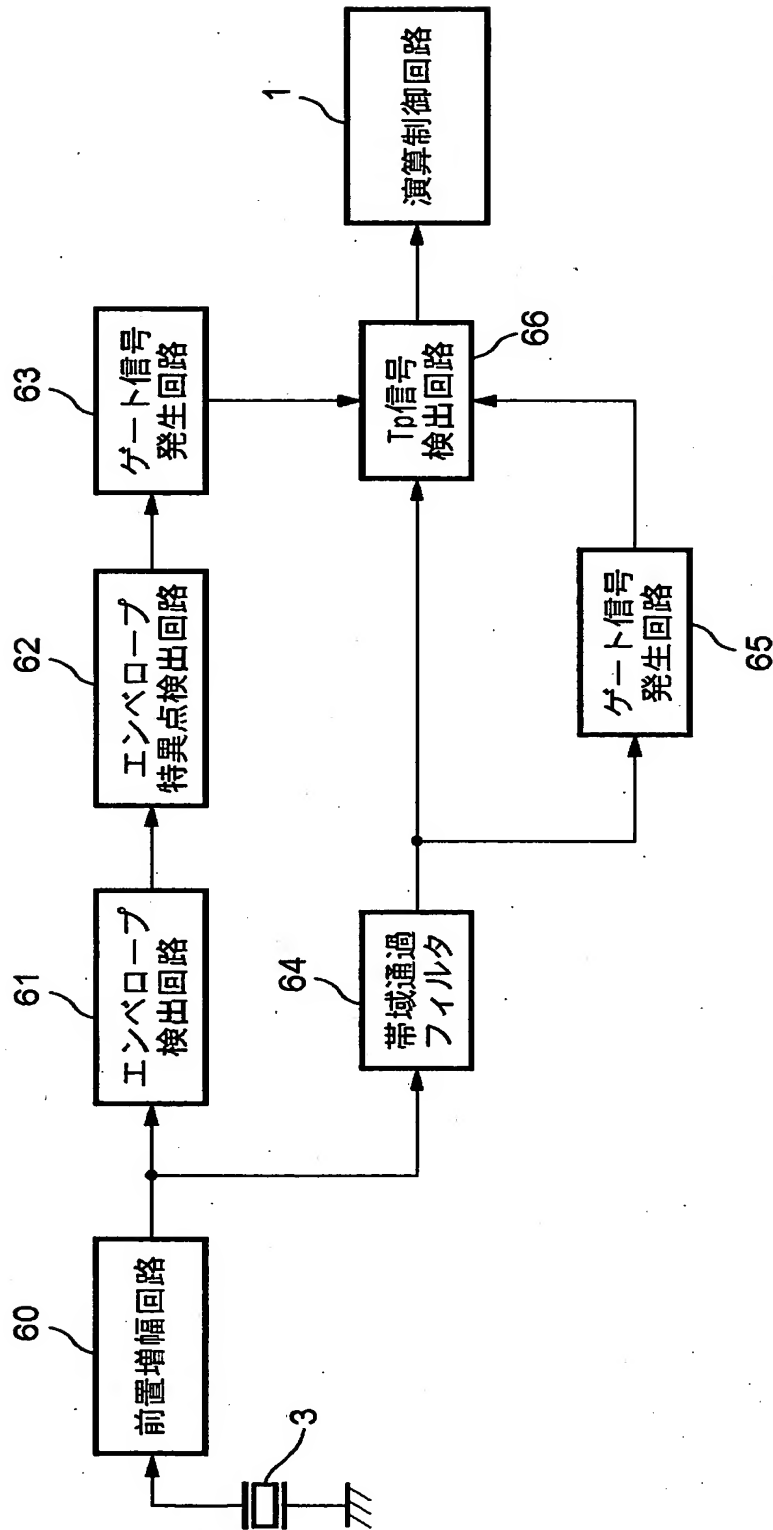 3
60
前置増幅回路
61
エンベロープ
検出回路
62
エンベロープ
特異点検出回路
63
ゲート信号
発生回路
64
帯域通過
フィルタ
65
ゲート信号
発生回路
66
Tp信号
検出回路
1
演算制御回路